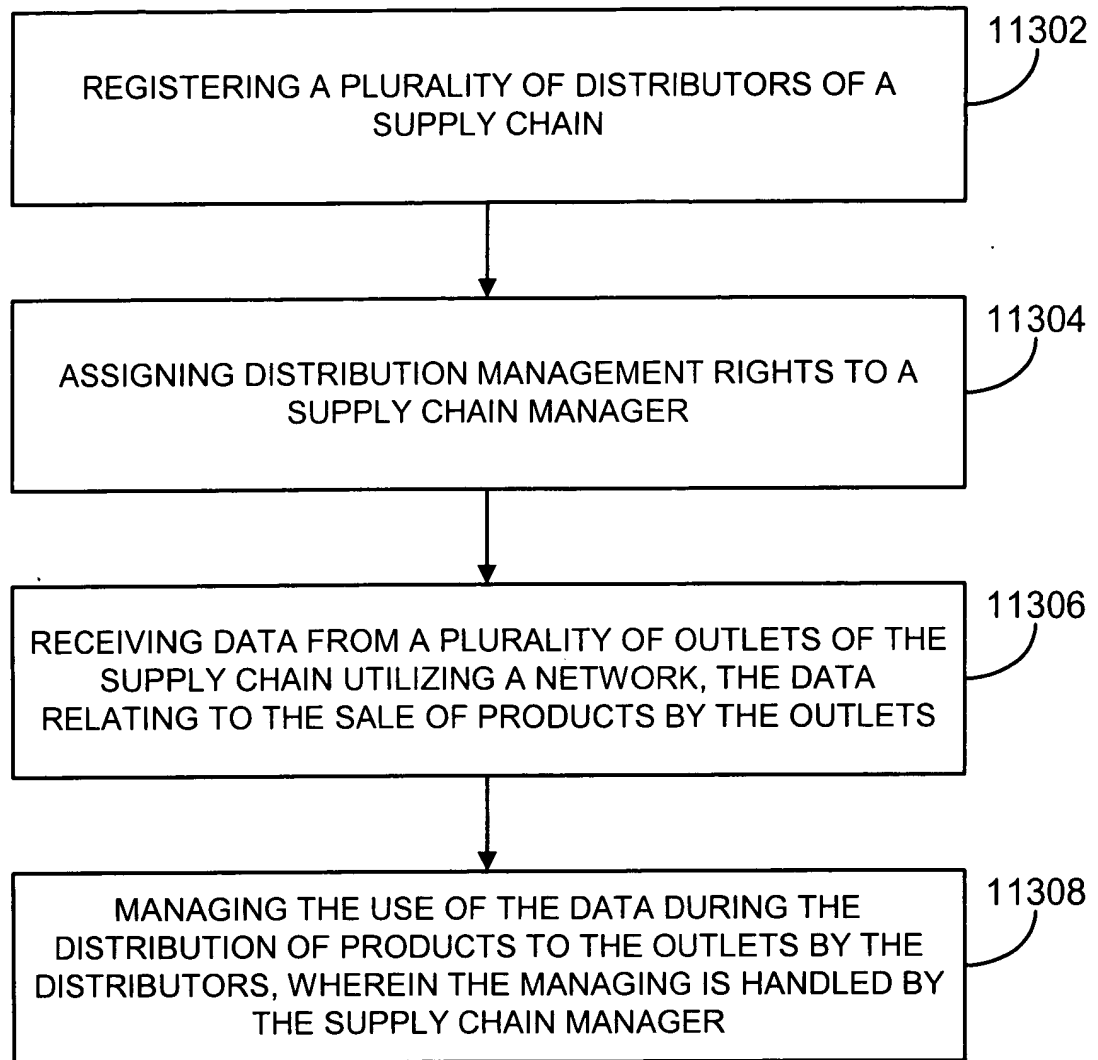 11302
REGISTERING A PLURALITY OF DISTRIBUTORS OF A
SUPPLY CHAIN
11304
ASSIGNING DISTRIBUTION MANAGEMENT RIGHTS TO A
SUPPLY CHAIN MANAGER
11306
RECEIVING DATA FROM A PLURALITY OF OUTLETS OF THE
SUPPLY CHAIN UTILIZING A NETWORK, THE DATA
RELATING TO THE SALE OF PRODUCTS BY THE OUTLETS
11308
MANAGING THE USE OF THE DATA DURING THE
DISTRIBUTION OF PRODUCTS TO THE OUTLETS BY THE
DISTRIBUTORS, WHEREIN THE MANAGING IS HANDLED BY
THE SUPPLY CHAIN MANAGER